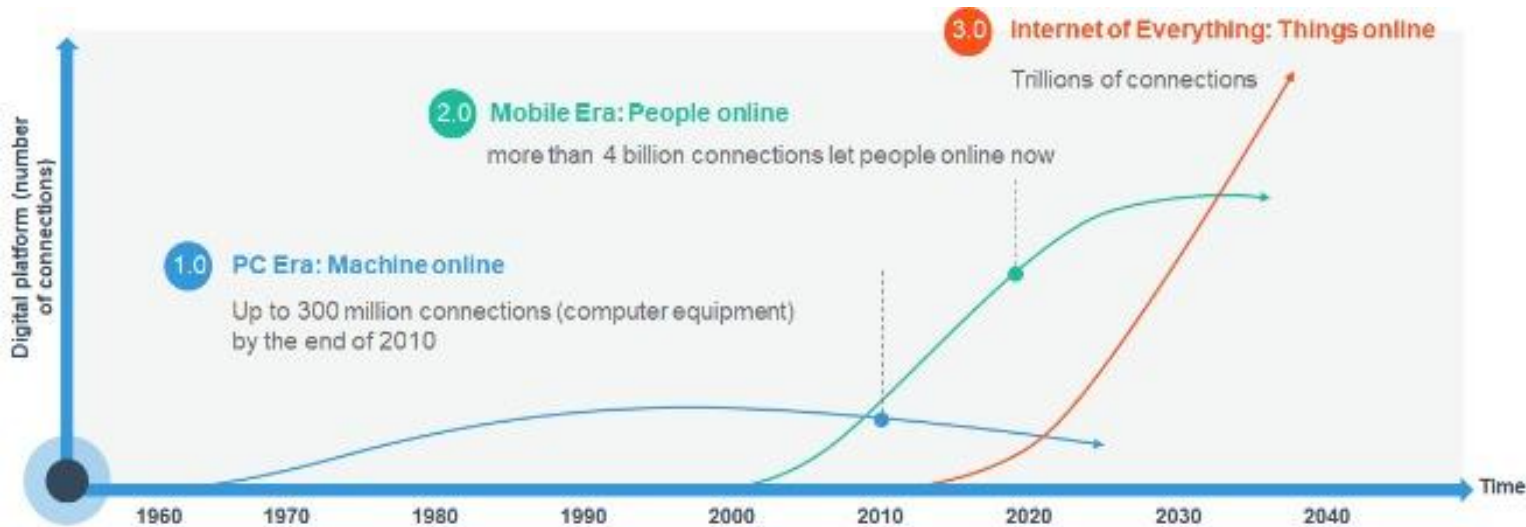 3.0 Internet of Everything: Things online
Trillions of connections
2.0 Mobile Era: People online
more than 4 billion connections let people online now
1.0 PC Era: Machine online
Up to 300 million connections (computer equipment)
by the end of 2010
Digital platform (number
of connections)
Time
1960 1970 1980 1990 2000 2010 2020 2030 2040